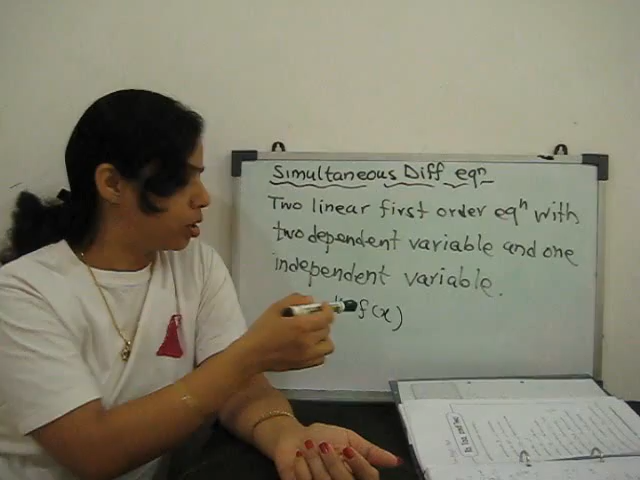 Simultaneous Diff eqⁿ
Two linear first order eqⁿ with
two dependent variable and one
independent variable.
f(x)